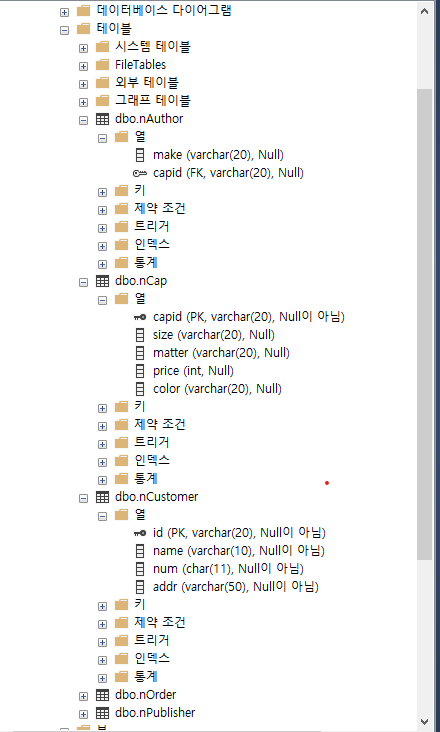 데이터베이스 다이어그램
테이블
시스템 테이블
FileTables
외부 테이블
그래프 테이블
dbo.nAuthor
열
make (varchar(20), Null)
capid (FK, varchar(20), Null)
키
제약 조건
트리거
인덱스
통계
dbo.nCap
열
capid (PK, varchar(20), Null이 아님)
size (varchar(20), Null)
matter (varchar(20), Null)
price (int, Null)
color (varchar(20), Null)
키
제약 조건
트리거
인덱스
통계
dbo.nCustomer
열
id (PK, varchar(20), Null이 아님)
name (varchar(10), Null이 아님)
num (char(11), Null이 아님)
addr (varchar(50), Null이 아님)
키
제약 조건
트리거
인덱스
통계
dbo.nOrder
dbo.nPublisher